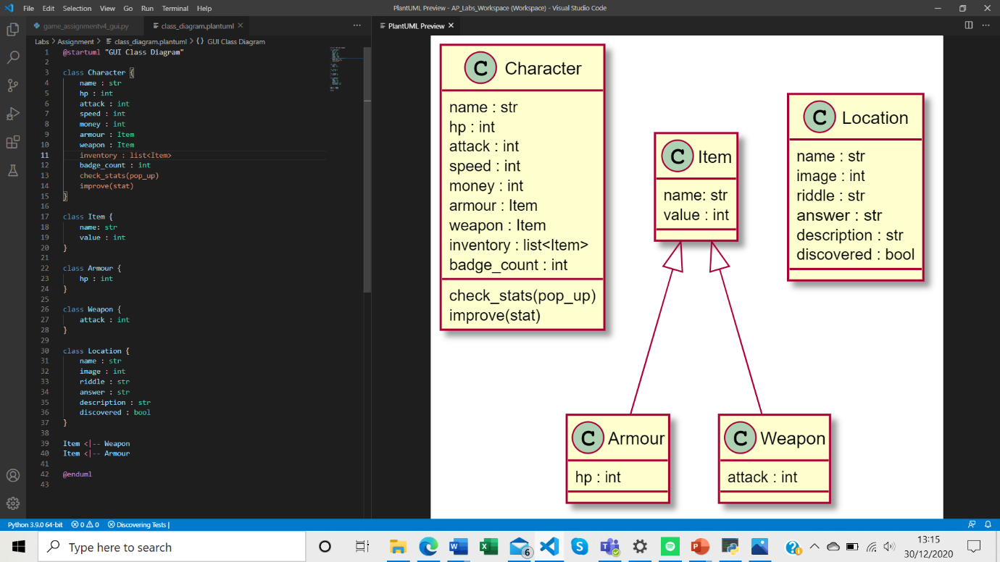 File Edit Selection View Go Run Terminal Help
PlantUML Preview - AP_Labs_Workspace (Workspace) - Visual Studio Code
game_assignmentv4_gui.py
class_diagram.plantuml
PlantUML Preview
Labs > Assignment > class_diagram.plantuml > {} GUI Class Diagram
1 @startuml "GUI Class Diagram"
2
3 class Character {
4 name : str
5 hp : int
6 attack : int
7 speed : int
8 money : int
9 armour : Item
10 weapon : Item
11 inventory : list<Item>
12 badge_count : int
13 check_stats(pop_up)
14 improve(stat)
15 }
16
17 class Item {
18 name: str
19 value : int
20 }
21
22 class Armour {
23 hp : int
24 }
25
26 class Weapon {
27 attack : int
28 }
29
30 class Location {
31 name : str
32 image : int
33 riddle : str
34 answer : str
35 description : str
36 discovered : bool
37 }
38
39 Item <|-- Weapon
40 Item <|-- Armour
41
42 @enduml
43
C Character
name : str
hp : int
attack : int
speed : int
money : int
armour : Item
weapon : Item
inventory : list<Item>
badge_count : int
check_stats(pop_up)
improve(stat)
C Item
name: str
value : int
C Location
name : str
image : int
riddle : str
answer : str
description : str
discovered : bool
C Armour
hp : int
C Weapon
attack : int
Python 3.9.0 64-bit 0 0 Discovering Tests |
Type here to search
6
13:15
30/12/2020